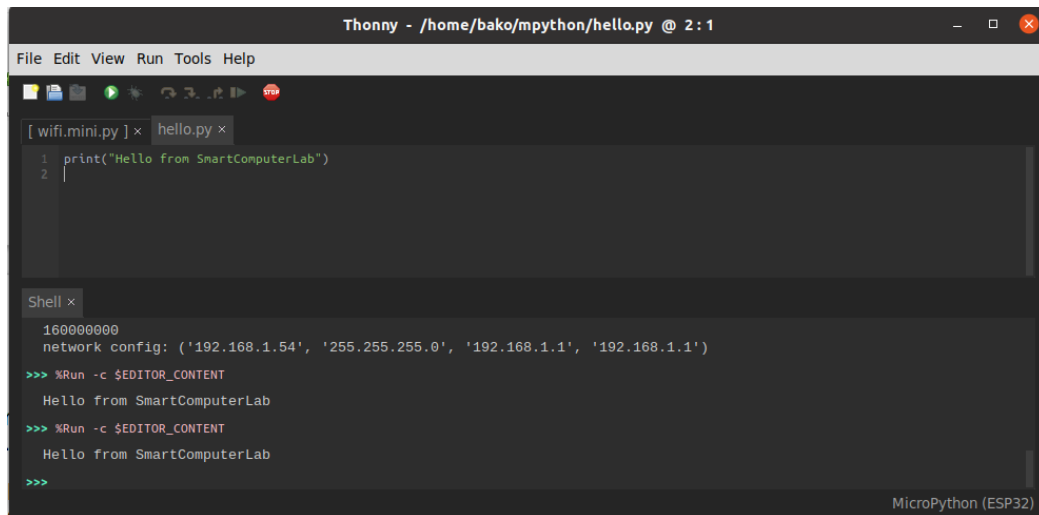 Thonny - /home/bako/mpython/hello.py @ 2:1
File Edit View Run Tools Help
STOP
[ wifi.mini.py ] × hello.py ×
1 print("Hello from SmartComputerLab")
2
Shell ×
160000000
network config: ('192.168.1.54', '255.255.255.0', '192.168.1.1', '192.168.1.1')
>>> %Run -c $EDITOR_CONTENT
Hello from SmartComputerLab
>>> %Run -c $EDITOR_CONTENT
Hello from SmartComputerLab
>>>
MicroPython (ESP32)